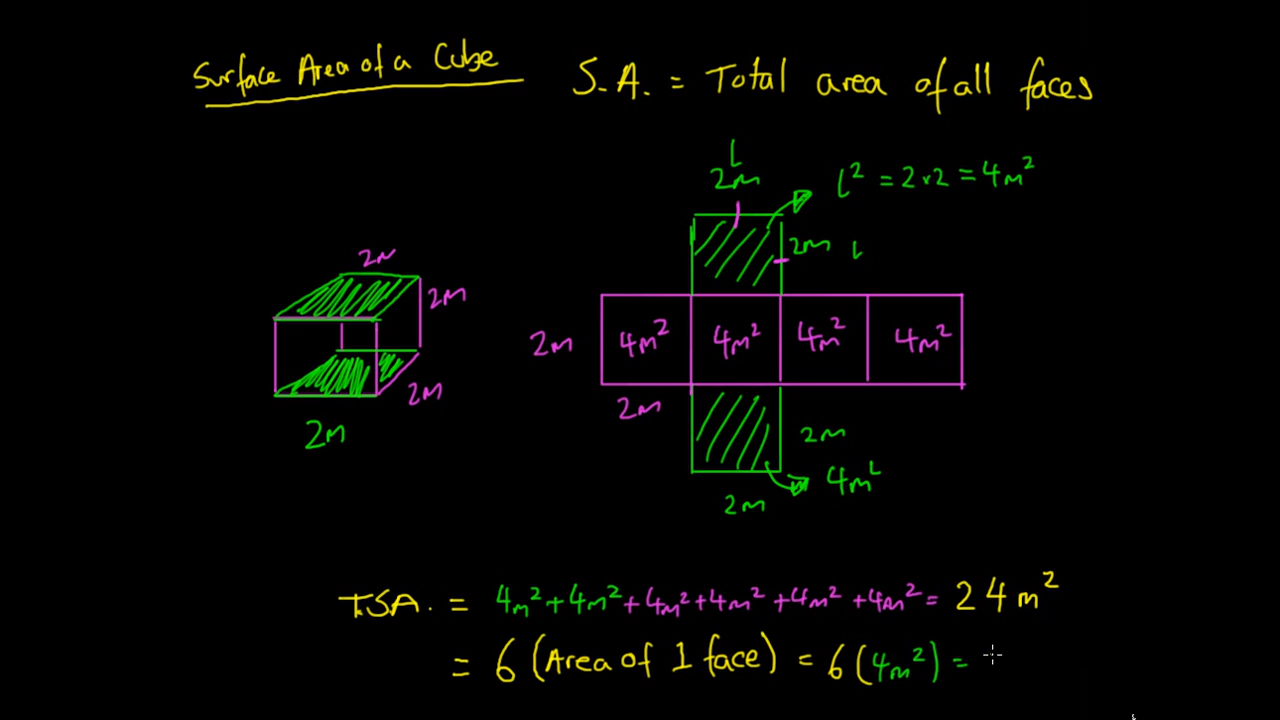 Surface Area of a Cube
S.A. = Total area of all faces
l
2m
l² = 2×2 = 4m²
2m l
2m
2m
2m
2m
2m
4m² 4m² 4m² 4m²
2m
2m
4m²
2m
TSA. = 4m²+4m²+4m²+4m²+4m²+4m² = 24m²
= 6 (Area of 1 face) = 6(4m²) =